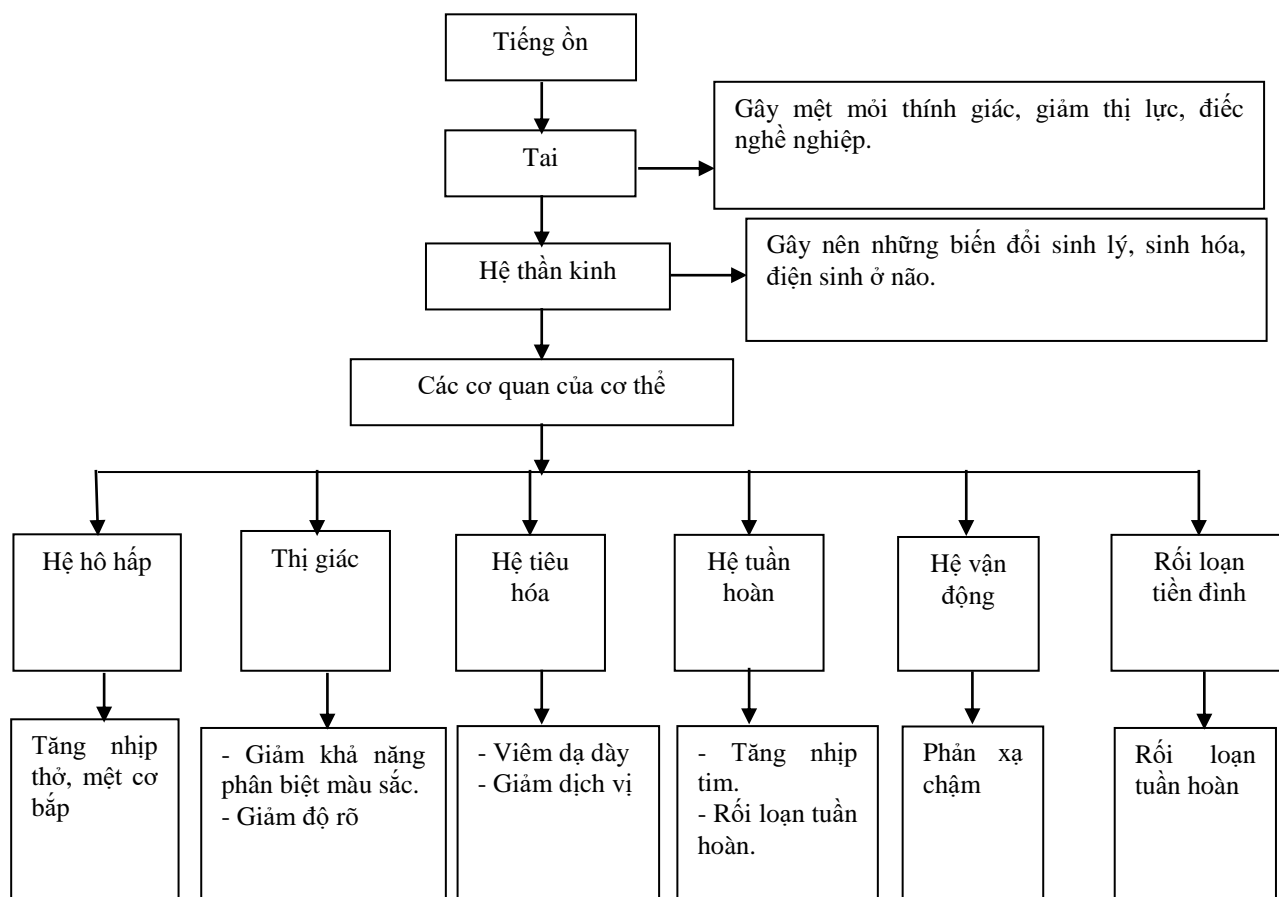 Tiếng ồn
Gây mệt mỏi thính giác, giảm thị lực, điếc
nghề nghiệp.
Tai
Gây nên những biến đổi sinh lý, sinh hóa,
điện sinh ở não.
Hệ thần kinh
Các cơ quan của cơ thể
Hệ hô hấp
Thị giác
Hệ tiêu
hóa
Hệ tuần
hoàn
Hệ vận
động
Rối loạn
tiền đình
Tăng nhịp
thở, mệt cơ
bắp
- Giảm khả năng
phân biệt màu sắc.
- Giảm độ rõ
- Viêm dạ dày
- Giảm dịch vị
- Tăng nhịp
tim.
- Rối loạn tuần
hoàn.
Phản xạ
chậm
Rối loạn
tuần hoàn